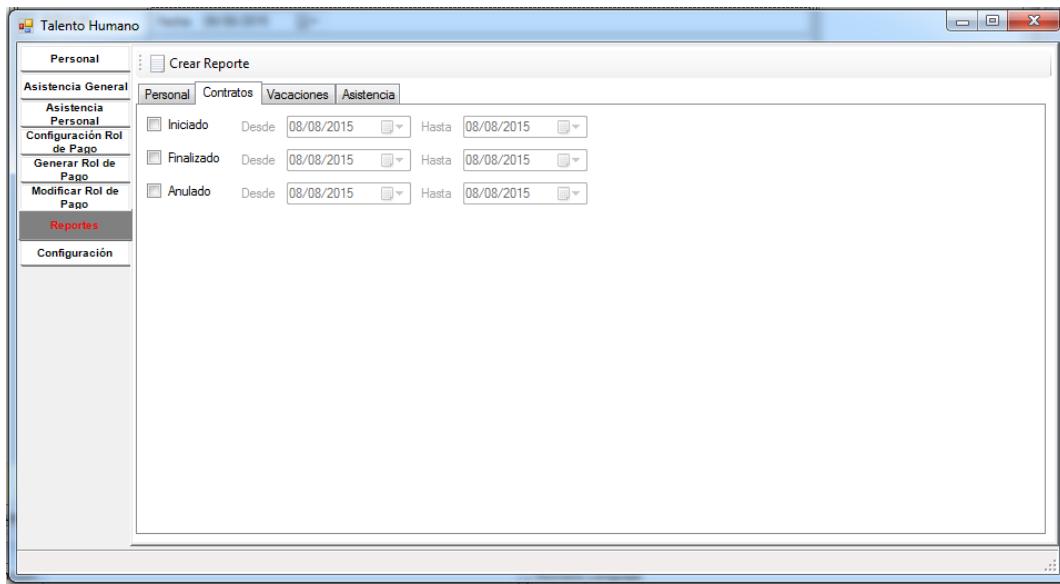 Talento Humano
Personal
Asistencia General
Asistencia
Personal
Configuración Rol
de Pago
Generar Rol de
Pago
Modificar Rol de
Pago
Reportes
Configuración
Crear Reporte
Personal Contratos Vacaciones Asistencia
Iniciado Desde 08/08/2015 Hasta 08/08/2015
Finalizado Desde 08/08/2015 Hasta 08/08/2015
Anulado Desde 08/08/2015 Hasta 08/08/2015